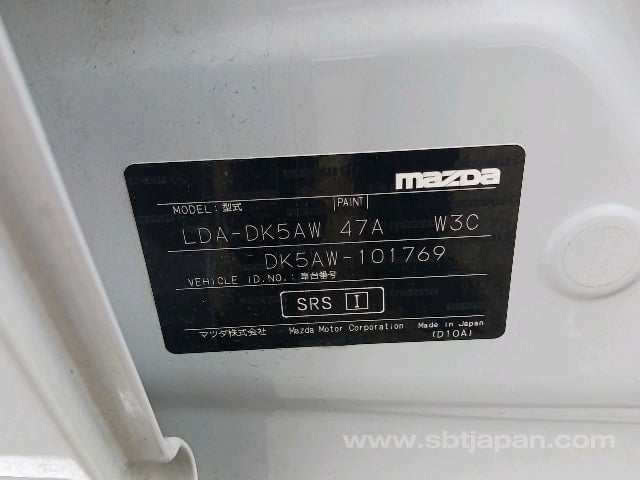 mazda
MODEL:型式 PAINT
LDA-DK5AW 47A W3C
DK5AW-101769
VEHICLE ID.NO.:車台番号
SRS I
マツダ株式会社 Mazda Motor Corporation Made in Japan
(D10A)
www.sbtjapan.com